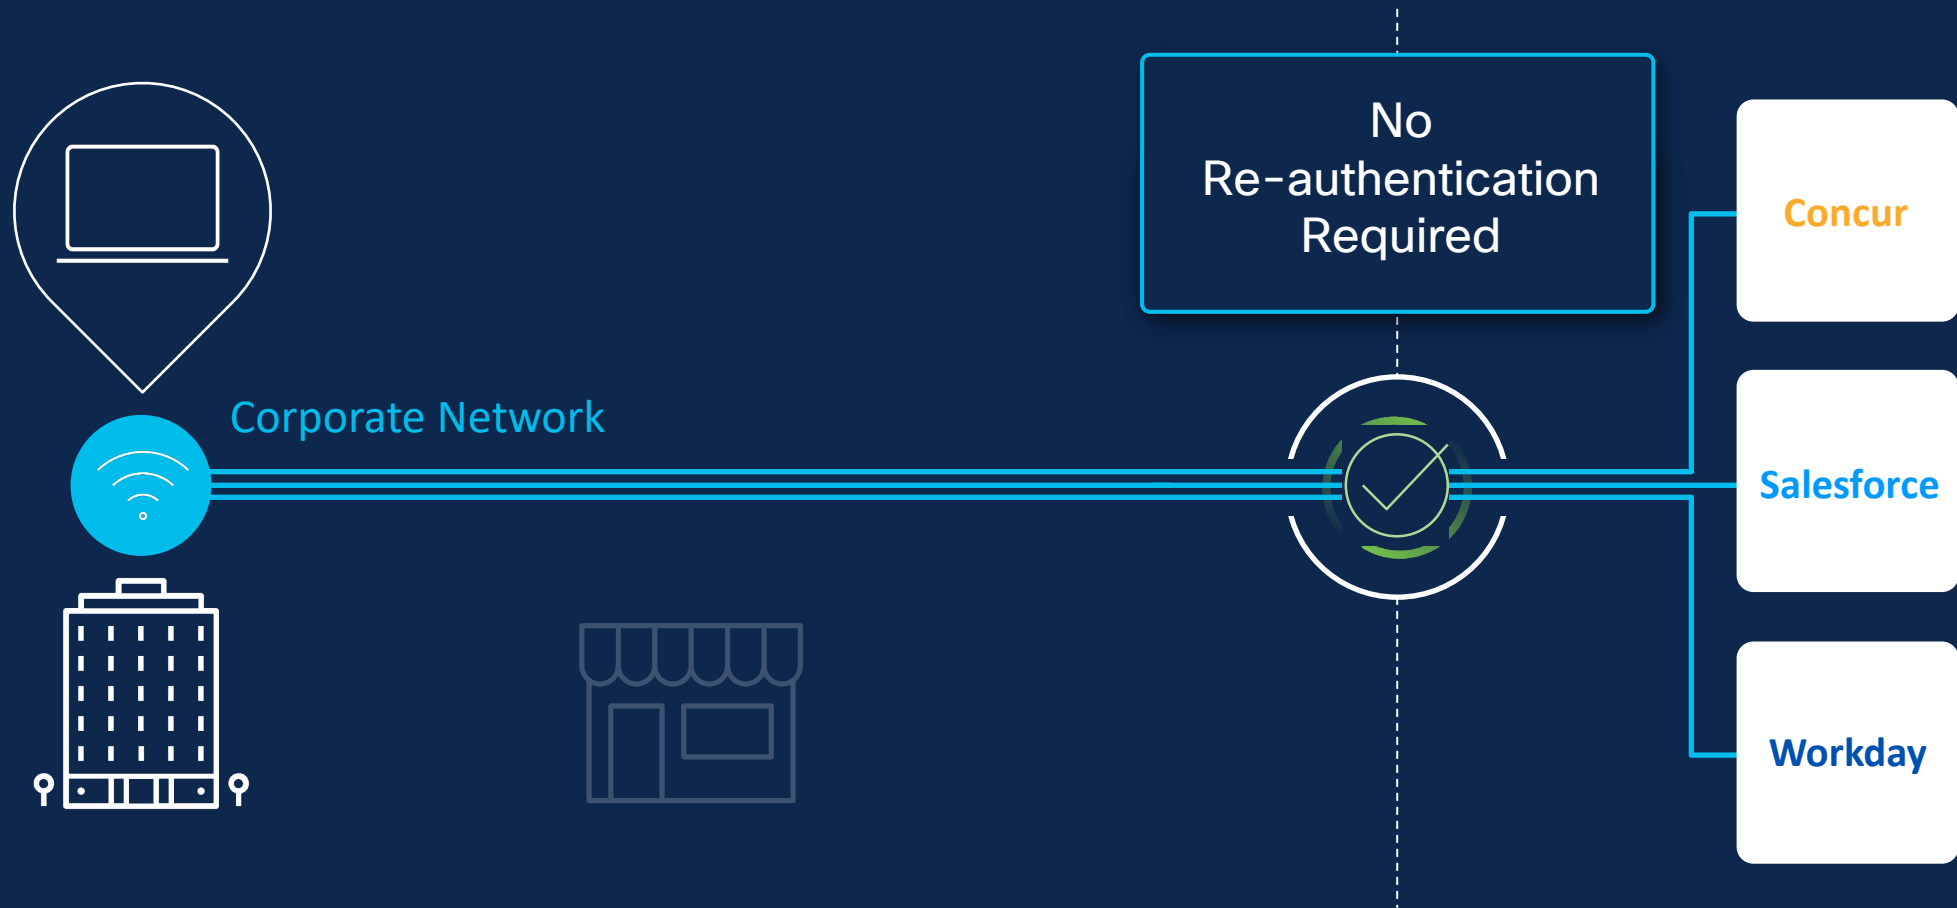 No
Re-authentication
Required
Concur
Corporate Network
Salesforce
Workday